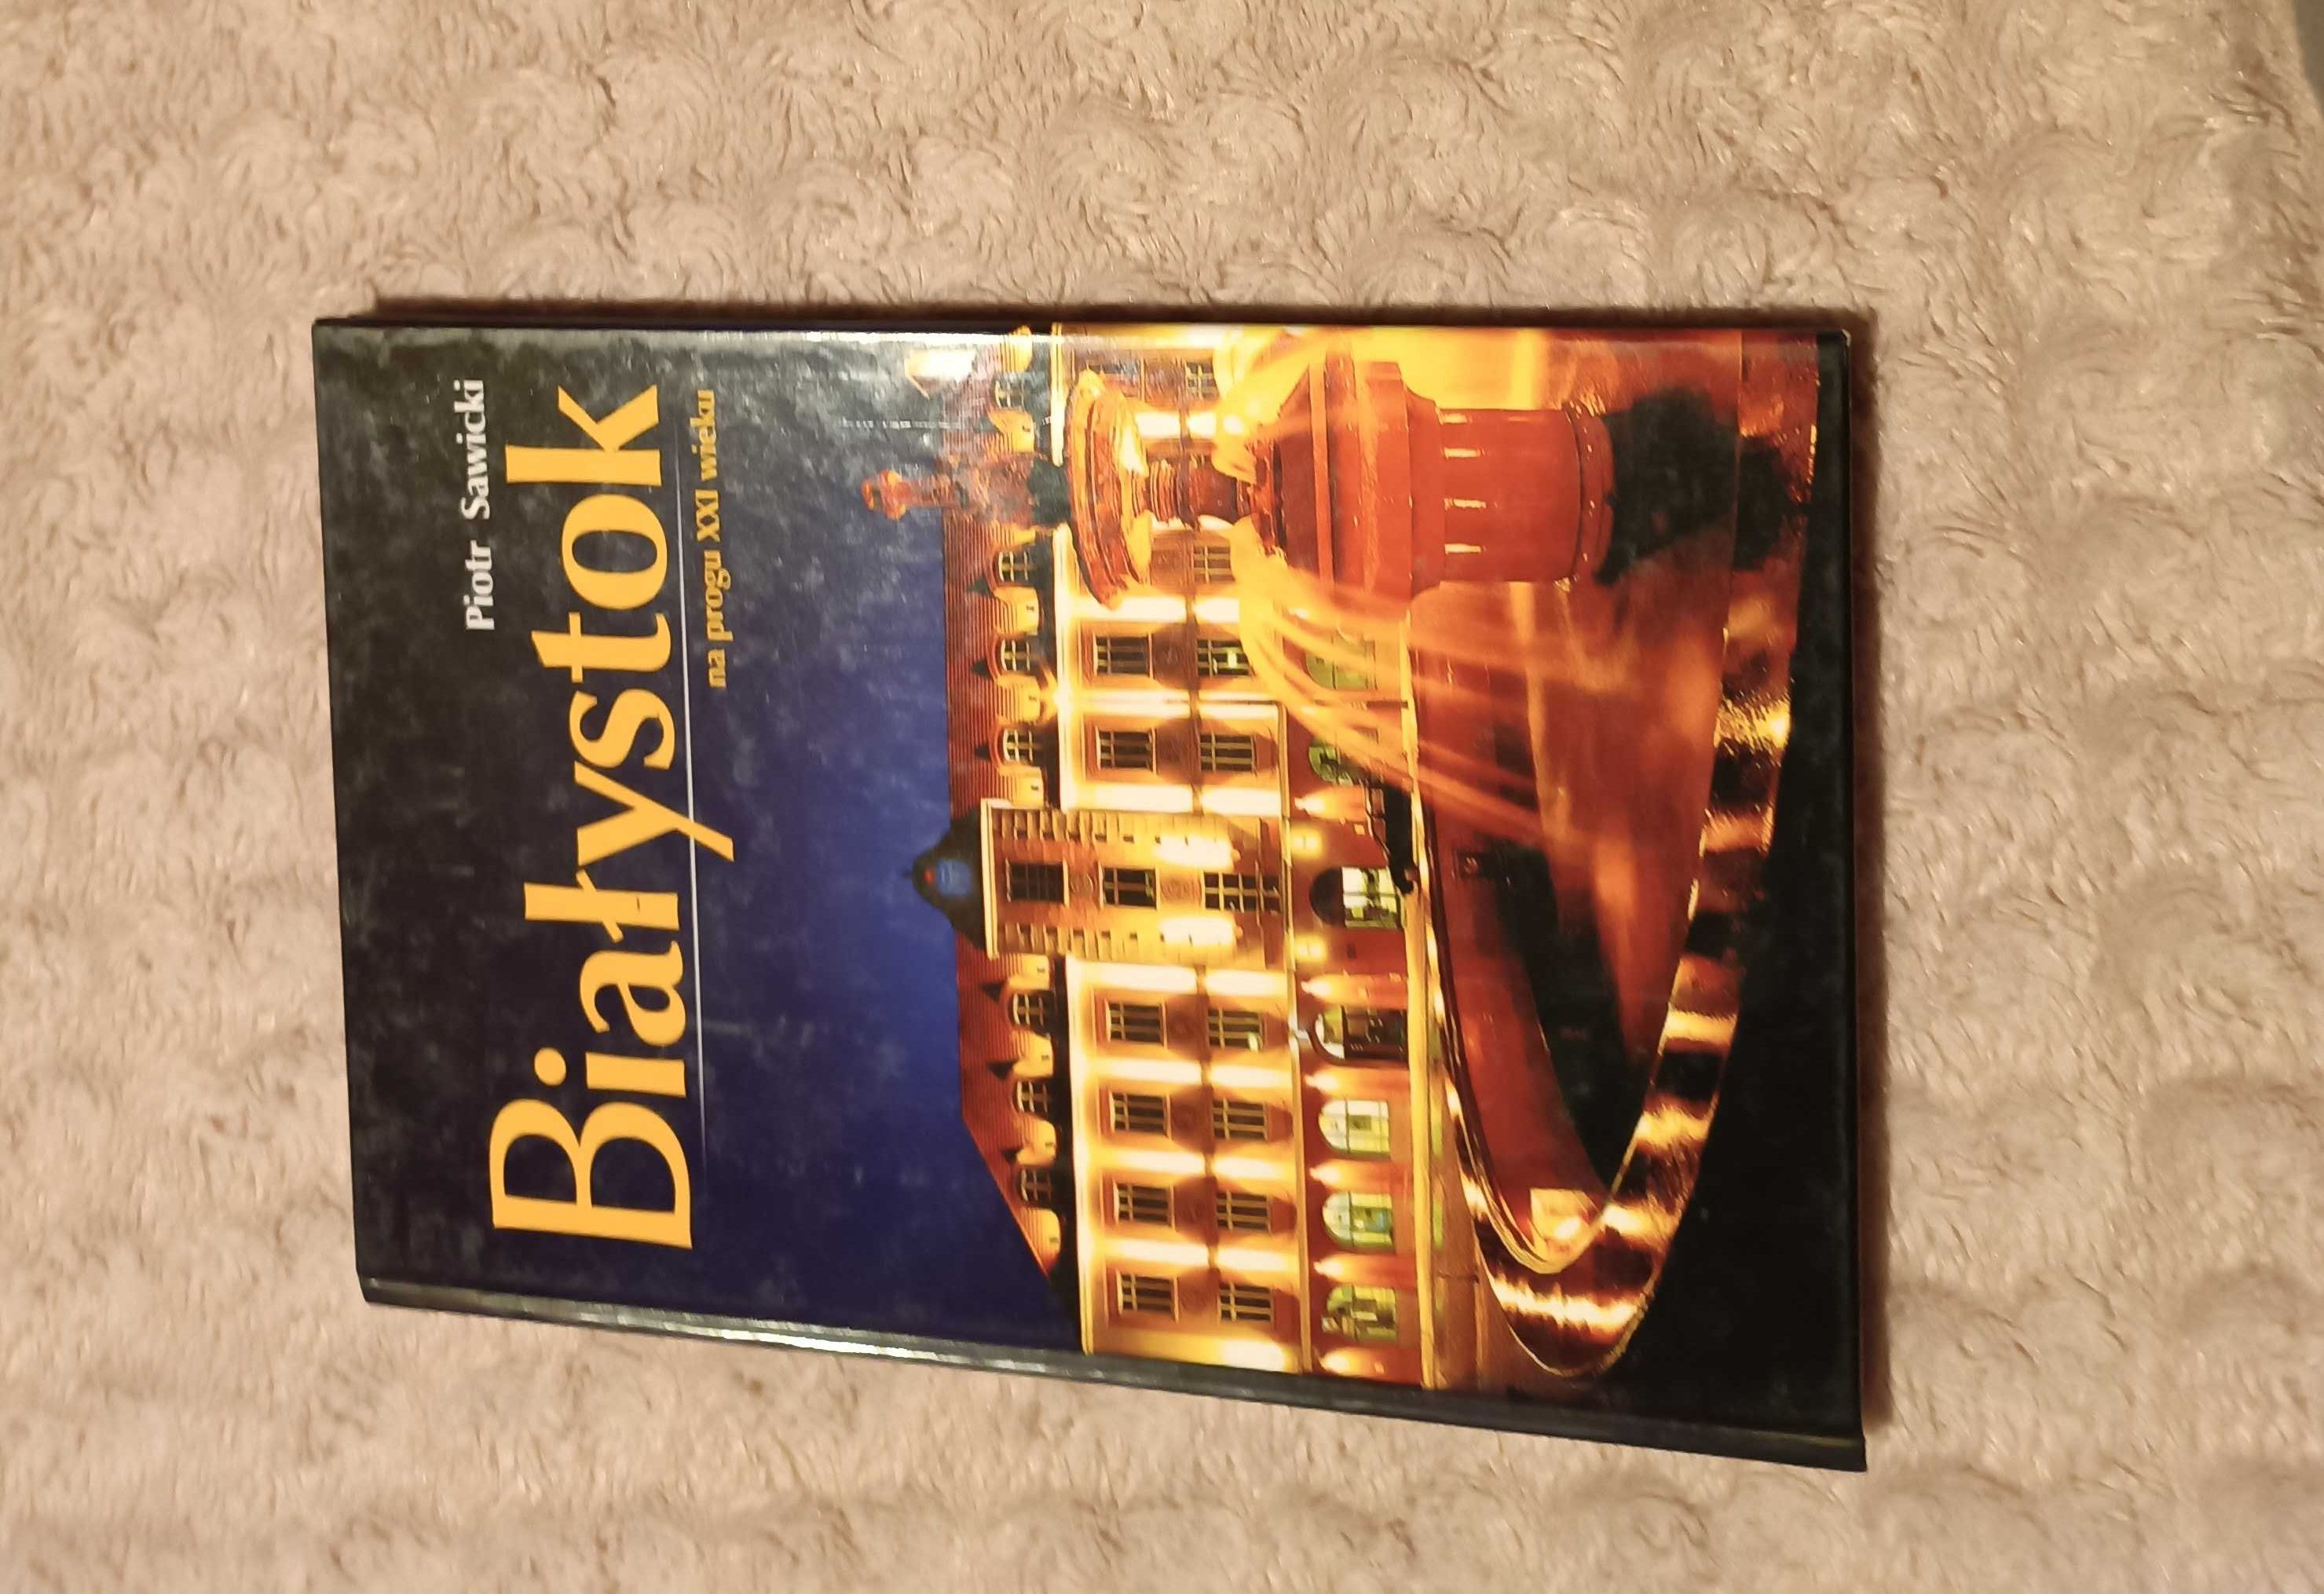 Piotr Sawicki
Białystok
na progu XXI wieku